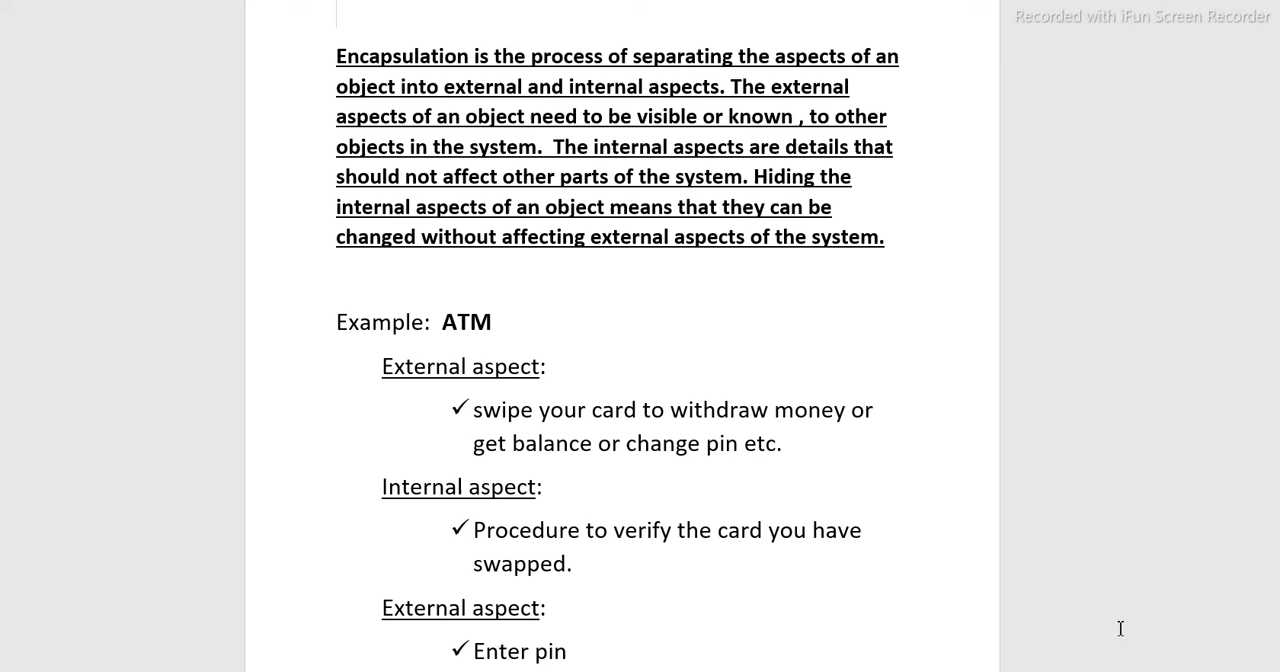 Recorded with iFun Screen Recorder
Encapsulation is the process of separating the aspects of an
object into external and internal aspects. The external
aspects of an object need to be visible or known , to other
objects in the system.  The internal aspects are details that
should not affect other parts of the system. Hiding the
internal aspects of an object means that they can be
changed without affecting external aspects of the system.
Example:  ATM
External aspect:
✓ swipe your card to withdraw money or
get balance or change pin etc.
Internal aspect:
✓ Procedure to verify the card you have
swapped.
External aspect:
✓ Enter pin